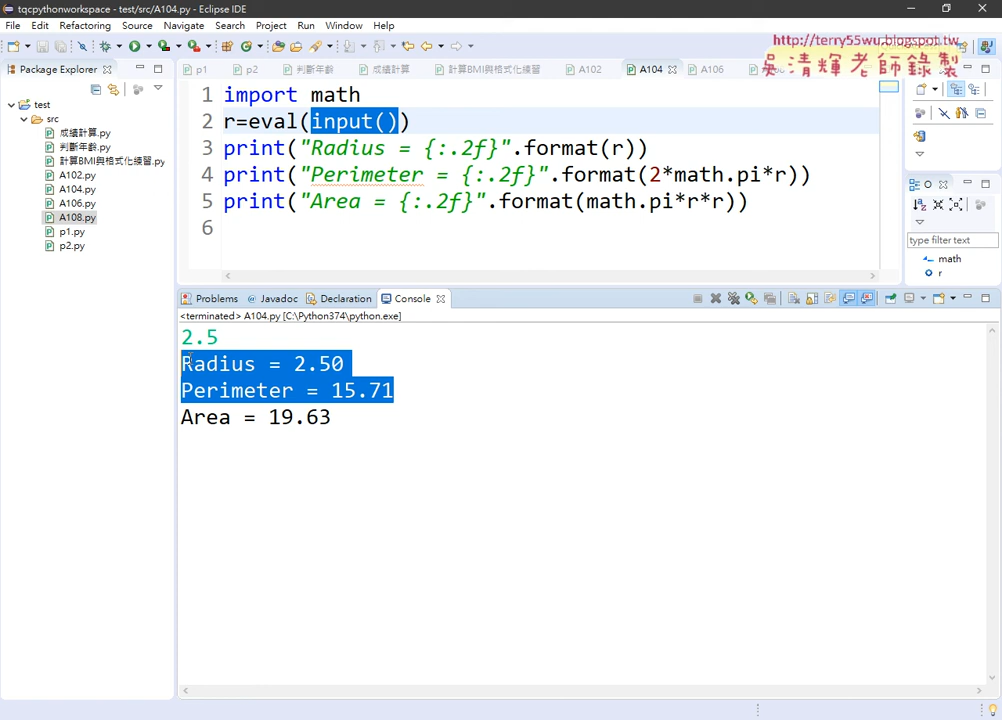 tqcpythonworkspace - test/src/A104.py - Eclipse IDE
File Edit Refactoring Source Navigate Search Project Run Window Help
http://terry55wu.blogspot.tw
吳清輝老師錄製
Package Explorer
p1 p2 判斷年齡 成績計算 計算BMI與格式化練習 A102 A104 A106
test
src
成績計算.py
判斷年齡.py
計算BMI與格式化練習.py
A102.py
A104.py
A106.py
A108.py
p1.py
p2.py
1 import math
2 r=eval(input())
3 print("Radius = {:.2f}".format(r))
4 print("Perimeter = {:.2f}".format(2*math.pi*r))
5 print("Area = {:.2f}".format(math.pi*r*r))
6
O
type filter text
math
r
Problems Javadoc Declaration Console
<terminated> A104.py [C:\Python374\python.exe]
2.5
Radius = 2.50
Perimeter = 15.71
Area = 19.63